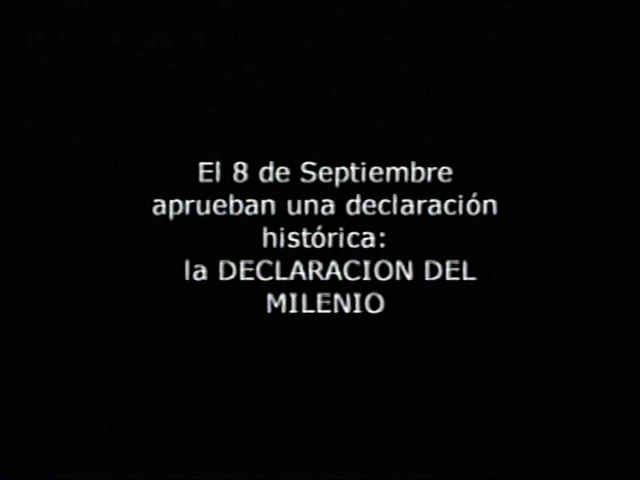 El 8 de Septiembre
aprueban una declaración
histórica:
la DECLARACION DEL
MILENIO